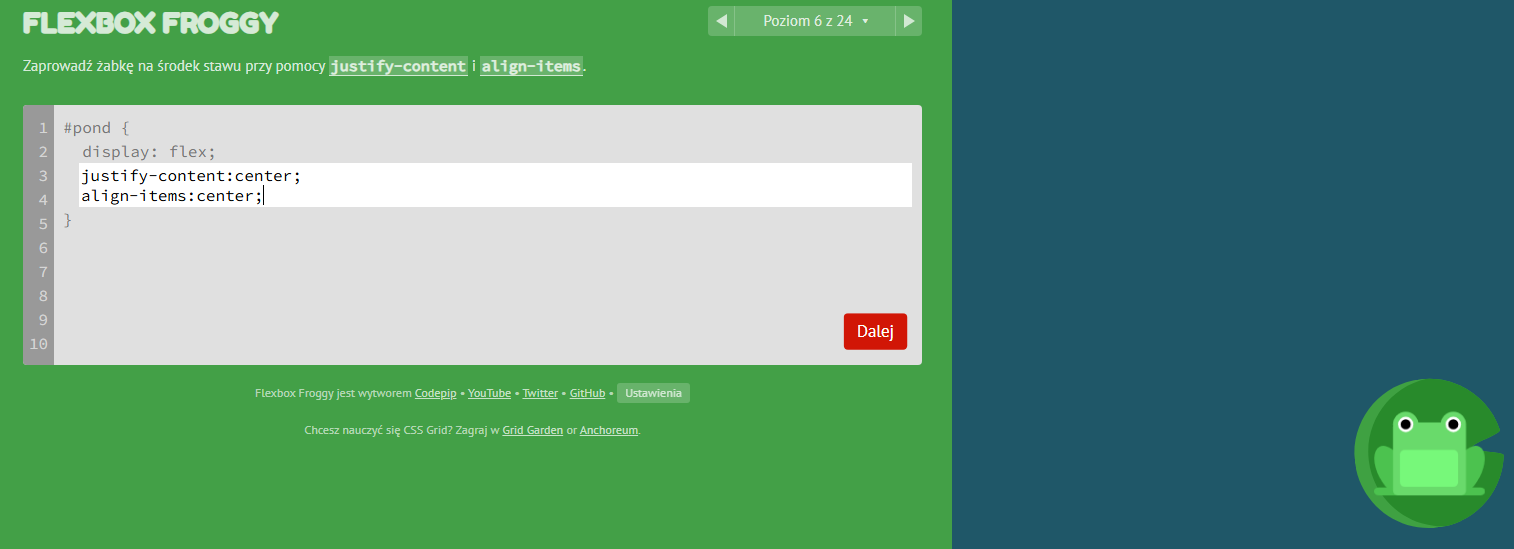 FLEXBOX FROGGY
Poziom 6 z 24
Zaprowadź żabkę na środek stawu przy pomocy justify-content i align-items.
1 #pond {
2 display: flex;
3 justify-content:center;
4 align-items:center;
5 }
6
7
8
9
10
Dalej
Flexbox Froggy jest wytworem Codepip • YouTube • Twitter • GitHub • Ustawienia
Chcesz nauczyć się CSS Grid? Zagraj w Grid Garden or Anchoreum.